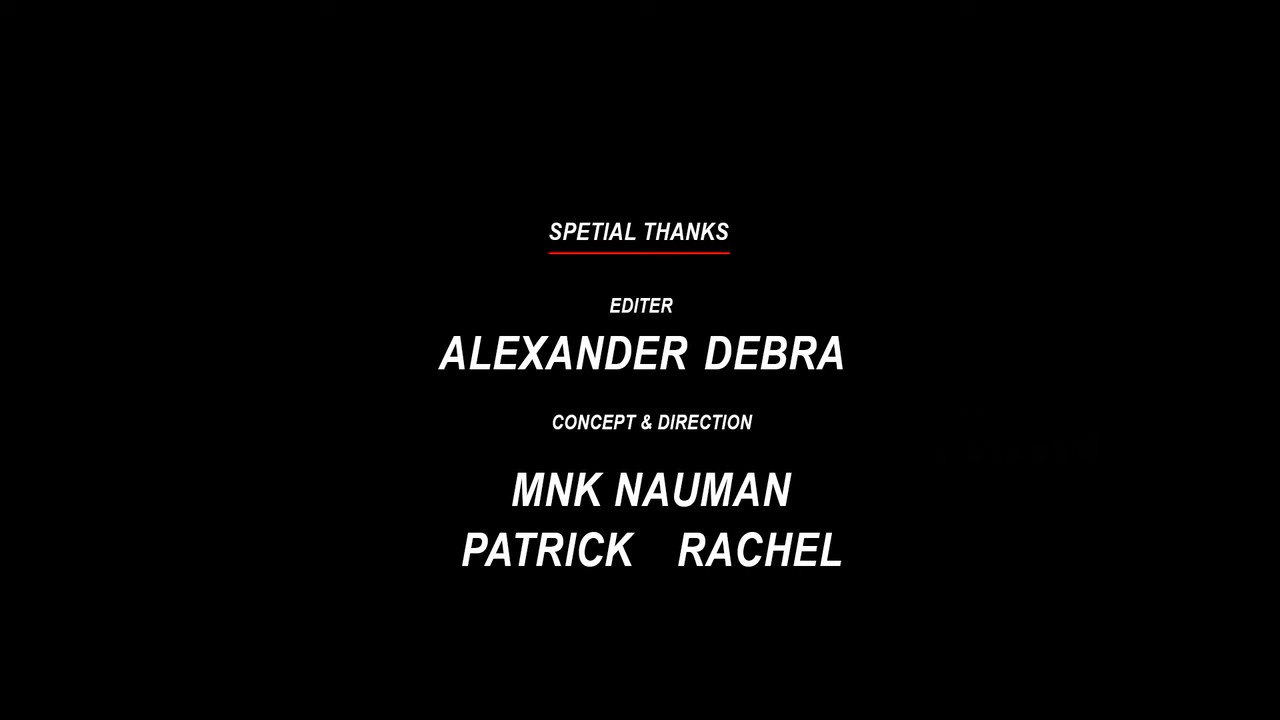 SPETIAL THANKS
EDITER
ALEXANDER DEBRA
CONCEPT & DIRECTION
MNK NAUMAN
PATRICK RACHEL